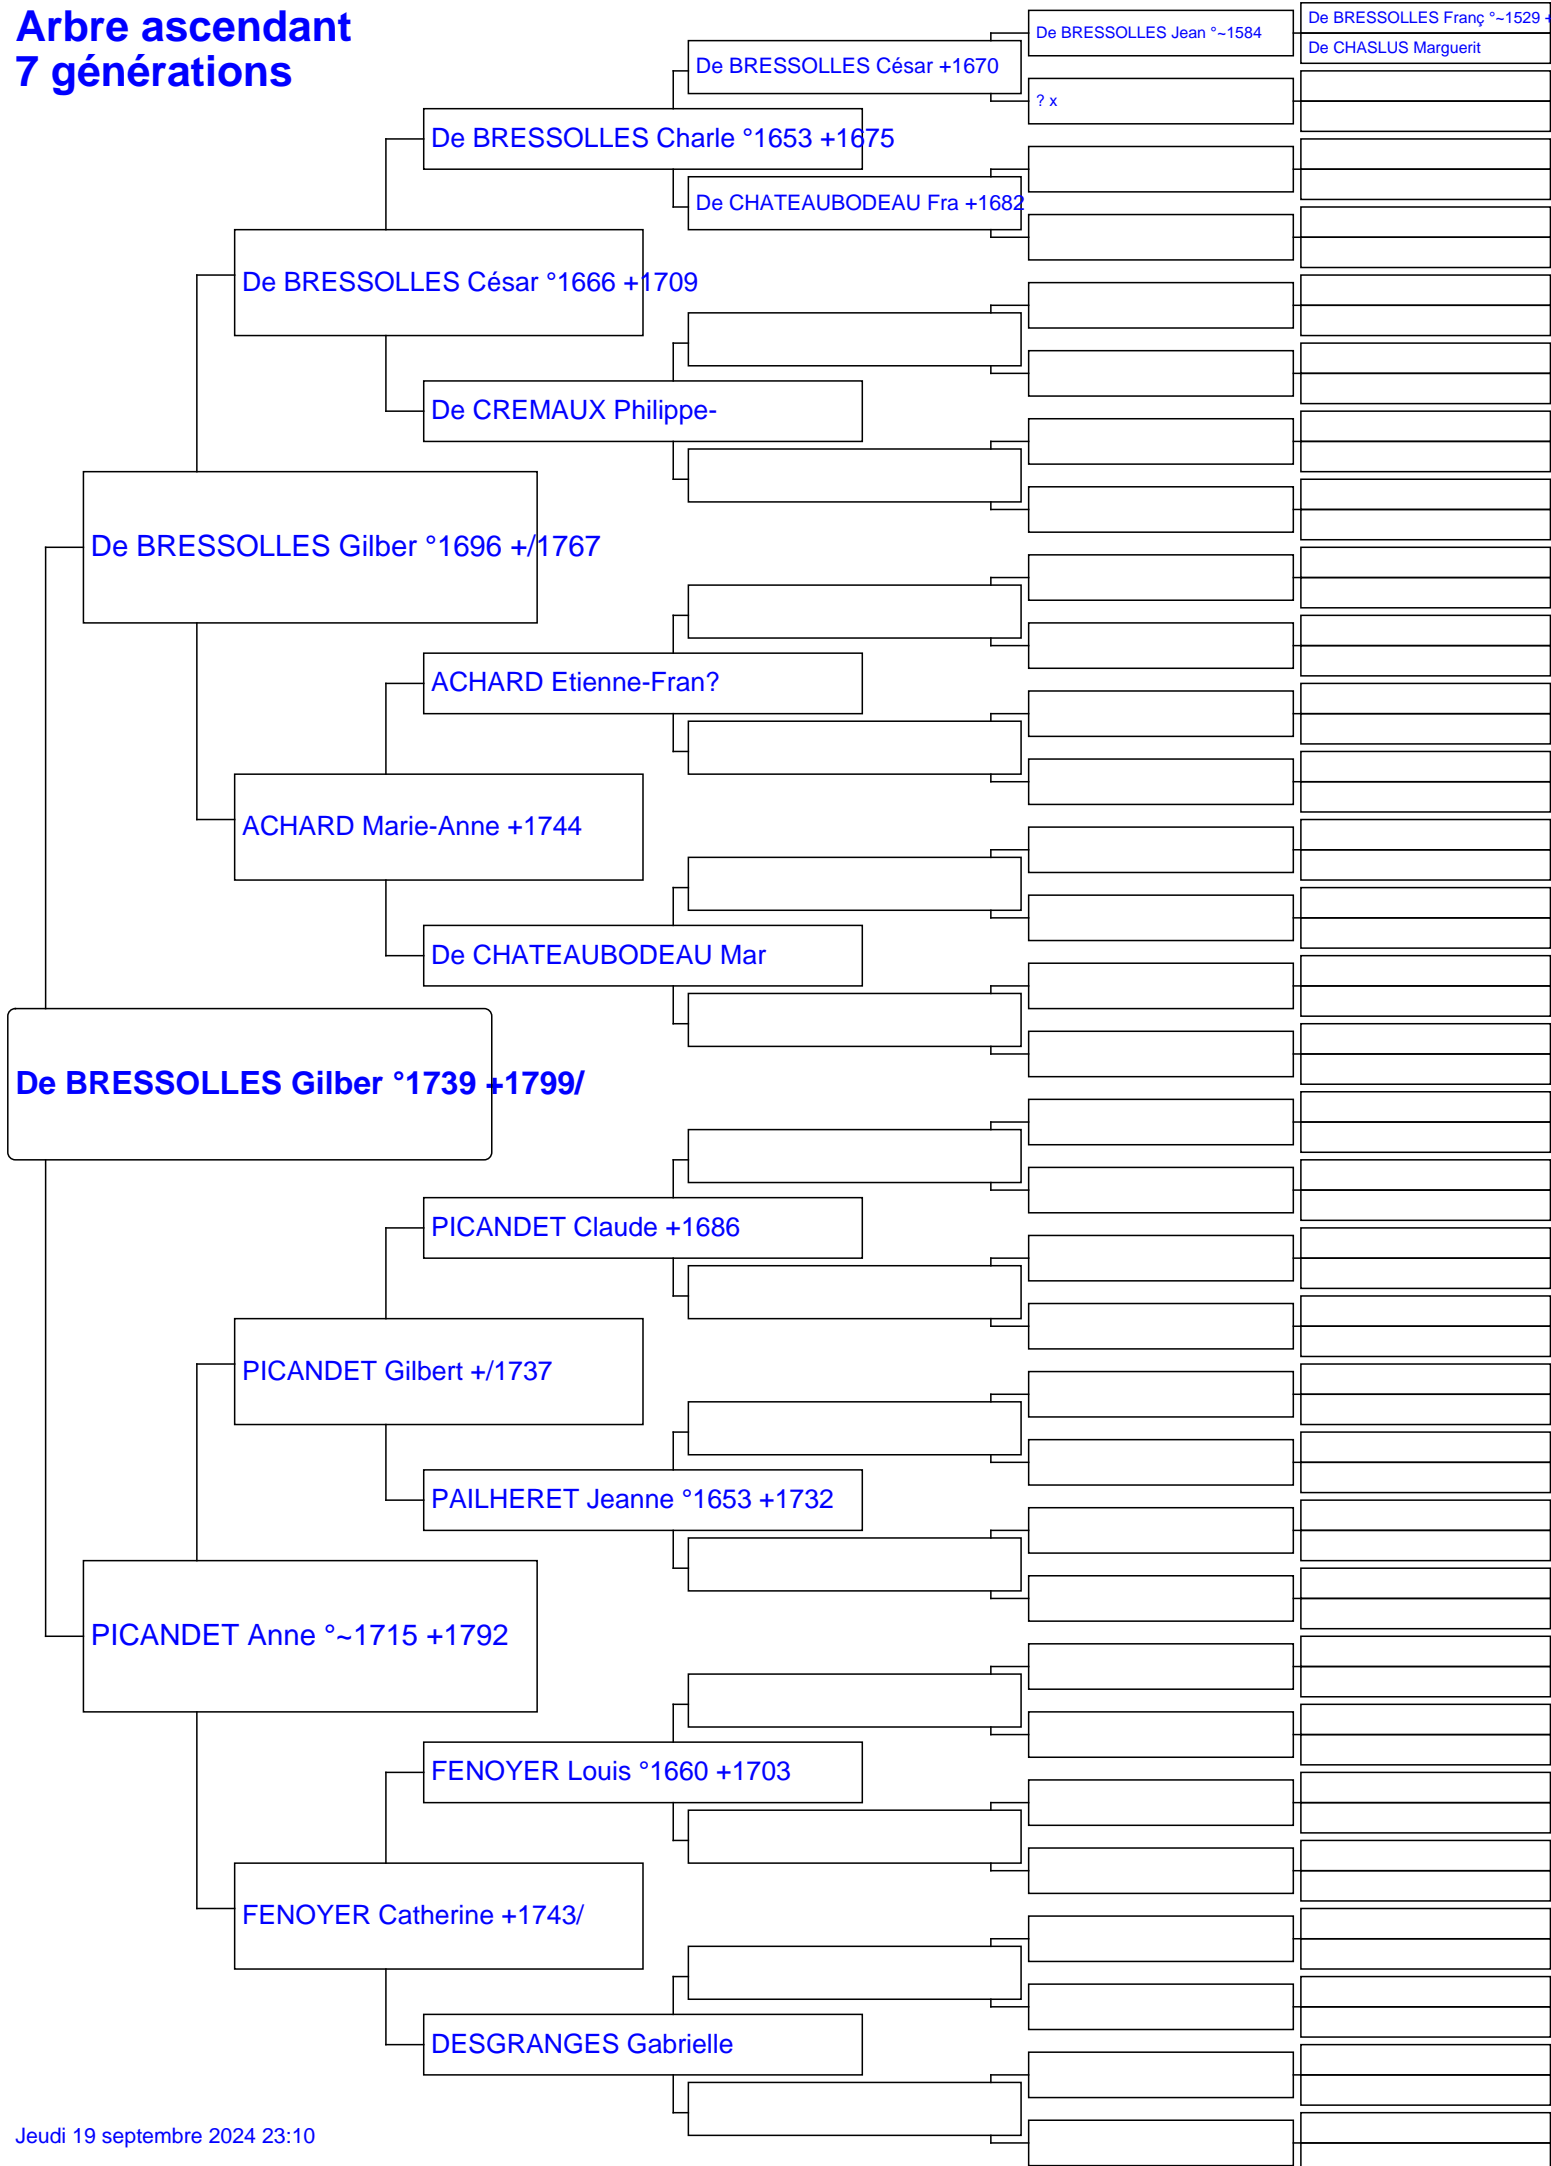 Arbre ascendant
7 générations
De BRESSOLLES Jean °~1584
De BRESSOLLES Franç °~1529 +
De CHASLUS Marguerit
De BRESSOLLES César +1670
? x
De BRESSOLLES Charle °1653 +1675
De CHATEAUBODEAU Fra +1682
De BRESSOLLES César °1666 +1709
De CREMAUX Philippe-
De BRESSOLLES Gilber °1696 +/1767
ACHARD Etienne-Fran?
ACHARD Marie-Anne +1744
De CHATEAUBODEAU Mar
De BRESSOLLES Gilber °1739 +1799/
PICANDET Claude +1686
PICANDET Gilbert +/1737
PAILHERET Jeanne °1653 +1732
PICANDET Anne °~1715 +1792
FENOYER Louis °1660 +1703
FENOYER Catherine +1743/
DESGRANGES Gabrielle
Jeudi 19 septembre 2024 23:10